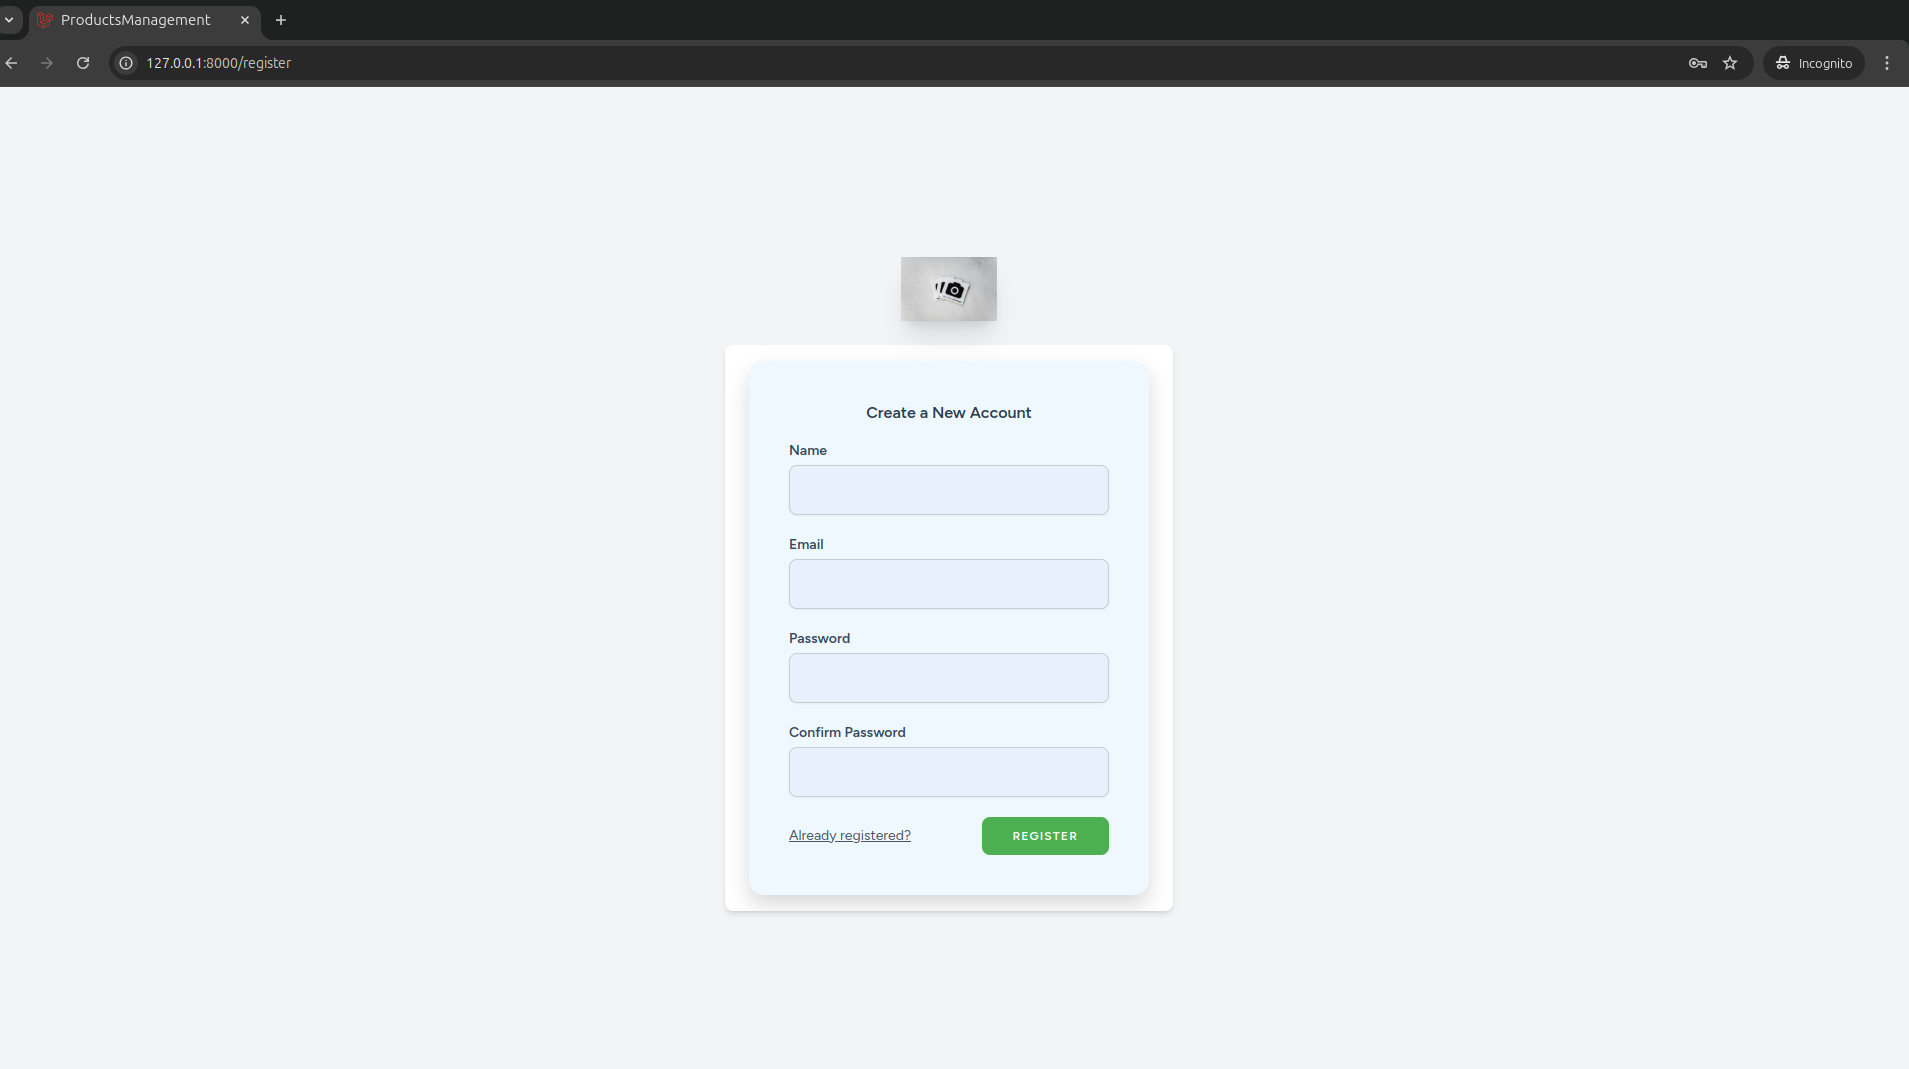 ProductsManagement
127.0.0.1:8000/register
Incognito
Create a New Account
Name
Email
Password
Confirm Password
Already registered?
REGISTER